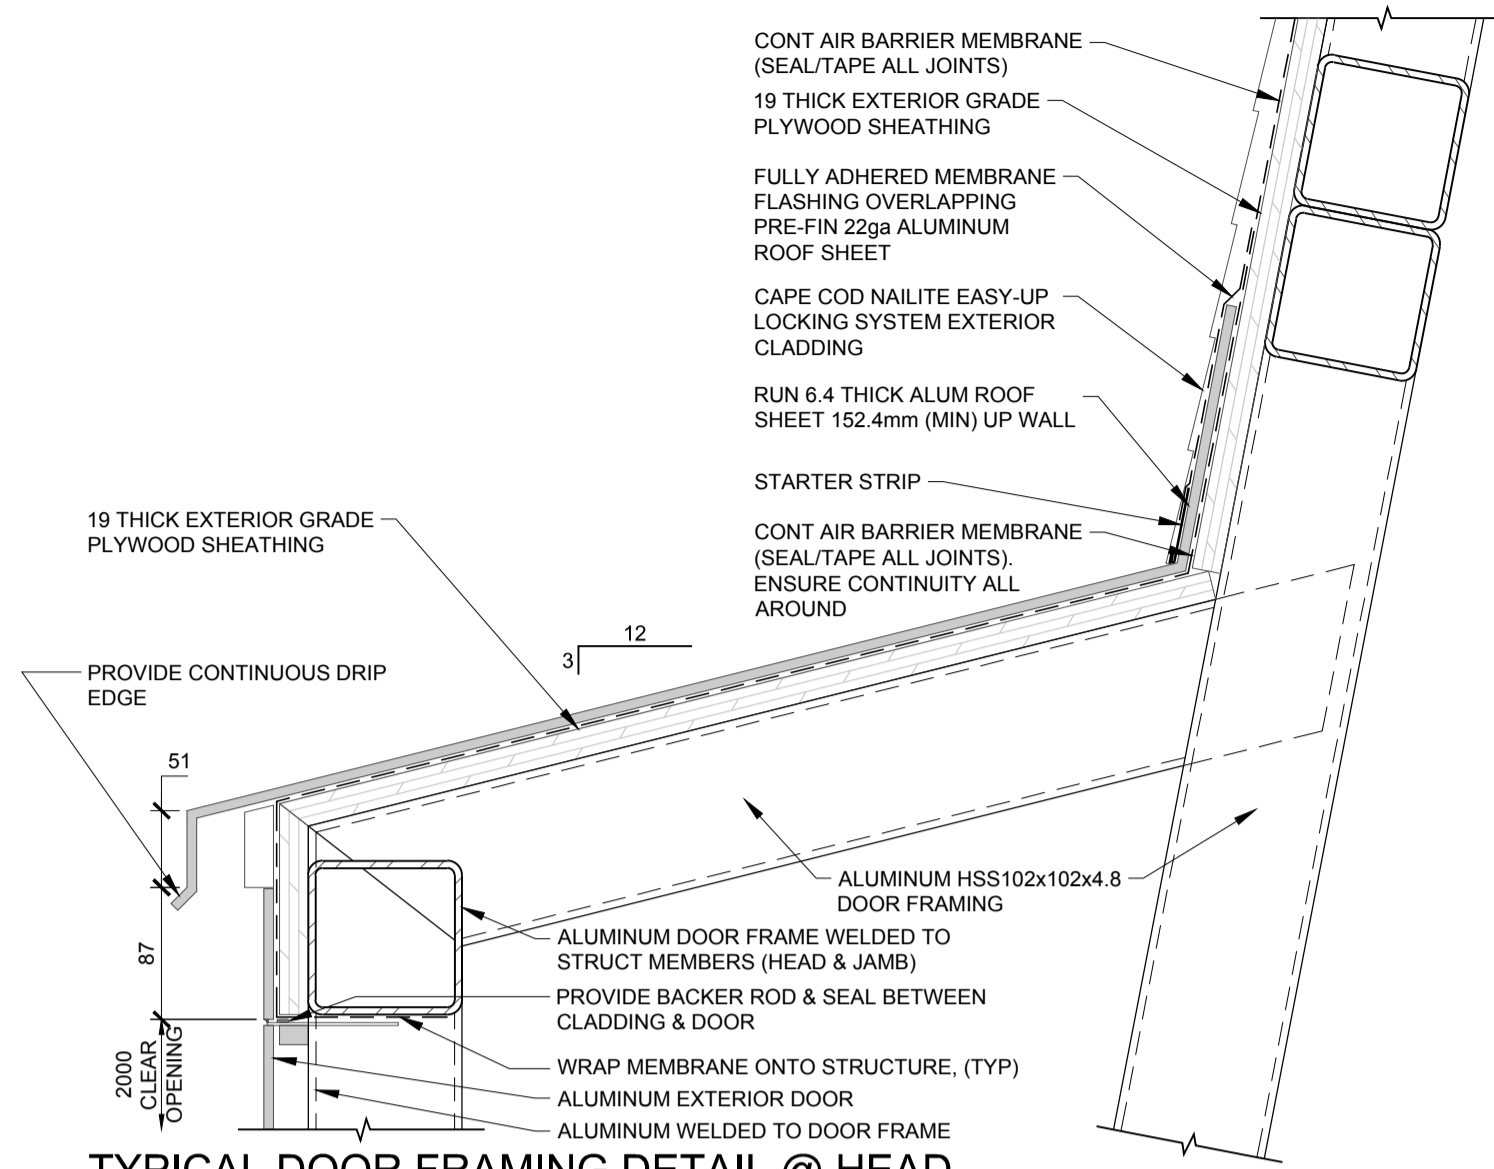 CONT AIR BARRIER MEMBRANE
(SEAL/TAPE ALL JOINTS)
19 THICK EXTERIOR GRADE
PLYWOOD SHEATHING
FULLY ADHERED MEMBRANE
FLASHING OVERLAPPING
PRE-FIN 22ga ALUMINUM
ROOF SHEET
CAPE COD NAILITE EASY-UP
LOCKING SYSTEM EXTERIOR
CLADDING
RUN 6.4 THICK ALUM ROOF
SHEET 152.4mm (MIN) UP WALL
STARTER STRIP
CONT AIR BARRIER MEMBRANE
(SEAL/TAPE ALL JOINTS).
ENSURE CONTINUITY ALL
AROUND
19 THICK EXTERIOR GRADE
PLYWOOD SHEATHING
12
3
PROVIDE CONTINUOUS DRIP
EDGE
51
87
2000
CLEAR
OPENING
ALUMINUM HSS102x102x4.8
DOOR FRAMING
ALUMINUM DOOR FRAME WELDED TO
STRUCT MEMBERS (HEAD & JAMB)
PROVIDE BACKER ROD & SEAL BETWEEN
CLADDING & DOOR
WRAP MEMBRANE ONTO STRUCTURE, (TYP)
ALUMINUM EXTERIOR DOOR
ALUMINUM WELDED TO DOOR FRAME
TYPICAL DOOR FRAMING DETAIL @ HEAD